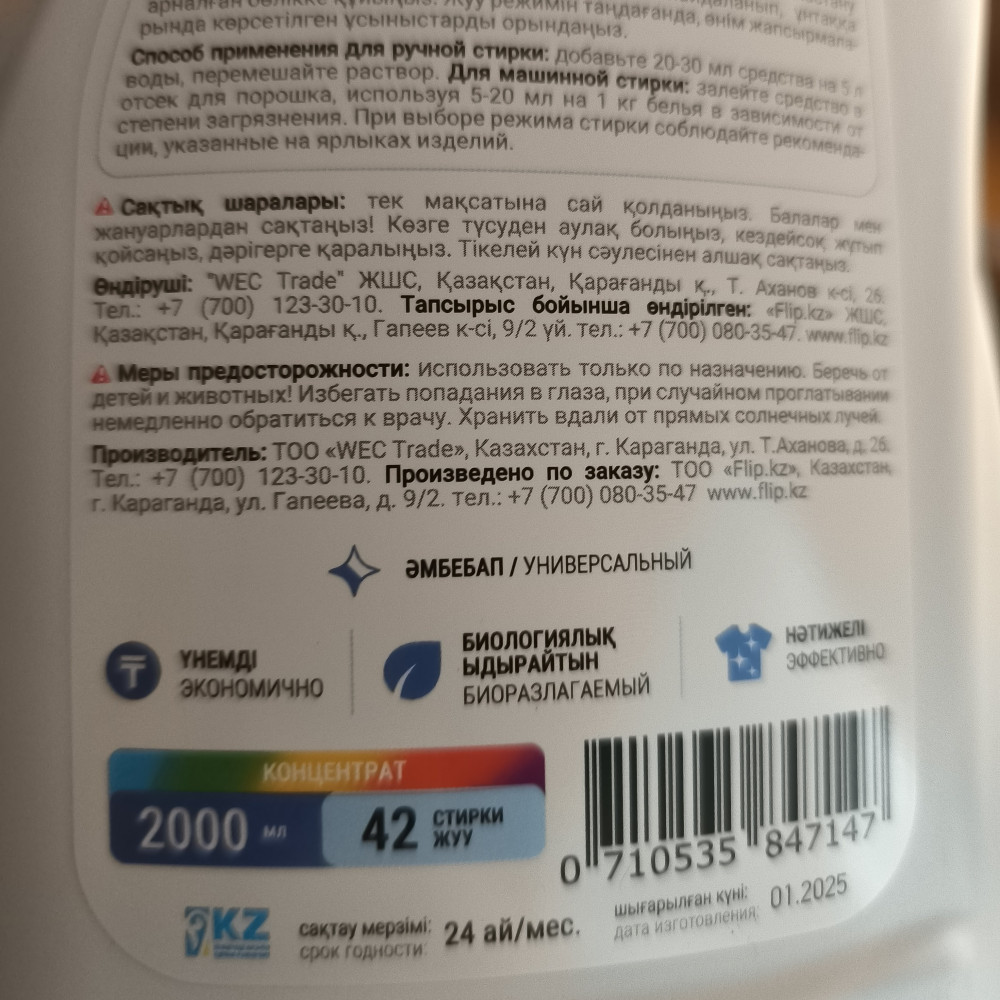 арналған бөлікке құйыңыз. Жуу режимін таңдағанда, өнім жапсырмала-
рында көрсетілген ұсыныстарды орындаңыз.
Способ применения для ручной стирки: добавьте 20-30 мл средства на 5 л
воды, перемешайте раствор. Для машинной стирки: залейте средство в
отсек для порошка, используя 5-20 мл на 1 кг белья в зависимости от
степени загрязнения. При выборе режима стирки соблюдайте рекоменда-
ции, указанные на ярлыках изделий.
Сақтық шаралары: тек мақсатына сай қолданыңыз. Балалар мен
жануарлардан сақтаңыз! Көзге түсуден аулақ болыңыз, кездейсоқ жұтып
қойсаңыз, дәрігерге қаралыңыз. Тікелей күн сәулесінен алшақ сақтаңыз.
Өндіруші: "WEC Trade" ЖШС, Қазақстан, Қарағанды қ., Т. Аханов к-сі, 26.
Тел.: +7 (700) 123-30-10. Тапсырыс бойынша өндірілген: «Flip.kz» ЖШС,
Қазақстан, Қарағанды қ., Гапеев к-сі, 9/2 үй. тел.: +7 (700) 080-35-47. www.flip.kz
Меры предосторожности: использовать только по назначению. Беречь от
детей и животных! Избегать попадания в глаза, при случайном проглатывании
немедленно обратиться к врачу. Хранить вдали от прямых солнечных лучей.
Производитель: ТОО «WEC Trade», Казахстан, г. Караганда, ул. Т.Аханова, д. 26.
Тел.: +7 (700) 123-30-10. Произведено по заказу: ТОО «Flip.kz», Казахстан,
г. Караганда, ул. Гапеева, д. 9/2. тел.: +7 (700) 080-35-47 www.flip.kz
ӘМБЕБАП / УНИВЕРСАЛЬНЫЙ
ҮНЕМДІ
ЭКОНОМИЧНО
БИОЛОГИЯЛЫҚ
ЫДЫРАЙТЫН
БИОРАЗЛАГАЕМЫЙ
НӘТИЖЕЛІ
ЭФФЕКТИВНО
КОНЦЕНТРАТ
2000 мл
42 СТИРКИ
ЖУУ
0 710535 847147
KZ
сақтау мерзімі:
срок годности:
24 ай/мес.
шығарылған күні:
дата изготовления:
01.2025